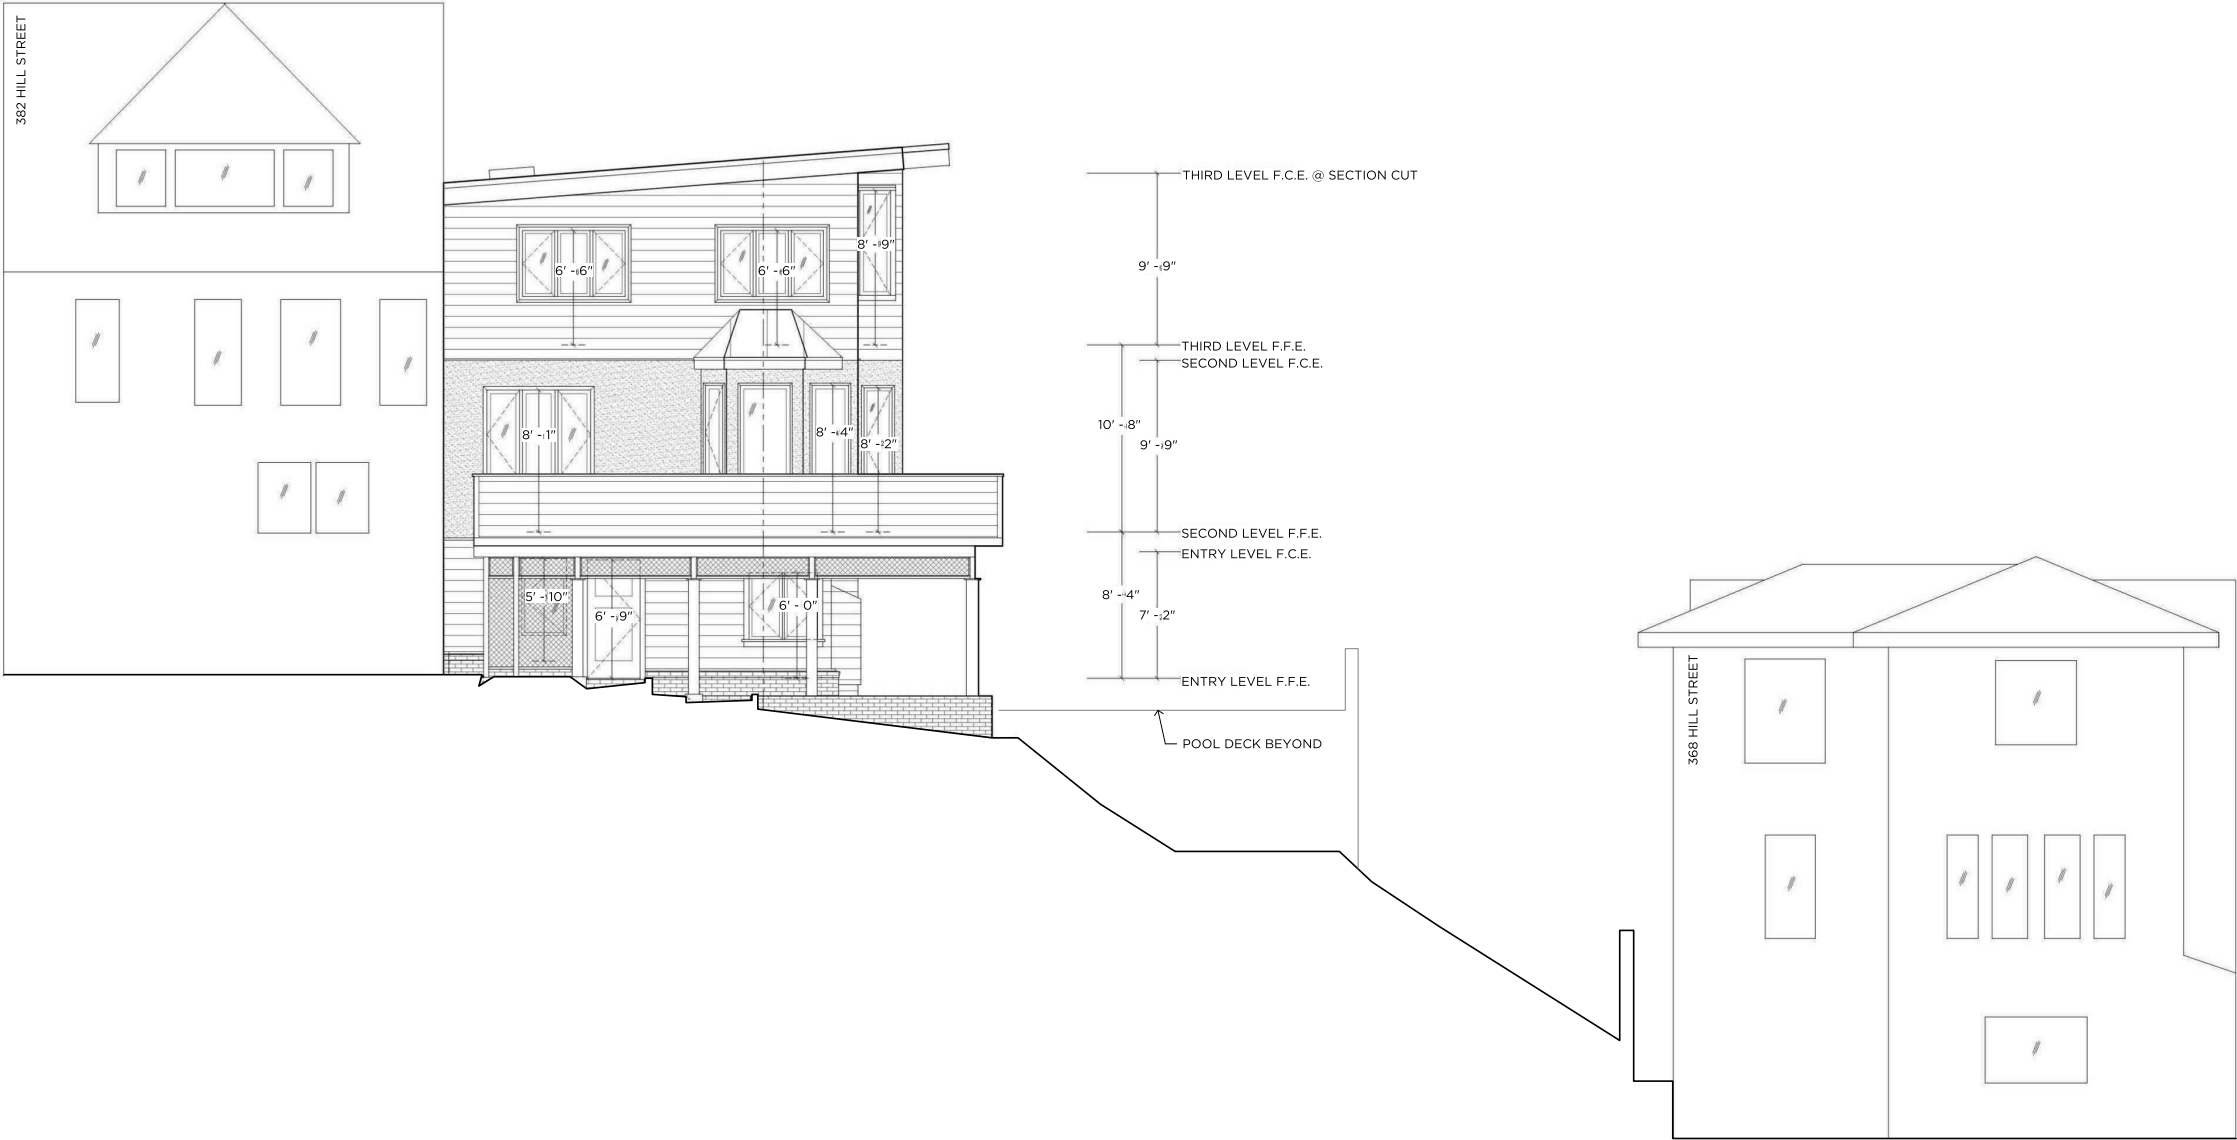 382 HILL STREET
THIRD LEVEL F.C.E. @ SECTION CUT
8' - 9"
6' - 6"
6' - 6"
9' - 9"
THIRD LEVEL F.F.E.
SECOND LEVEL F.C.E.
10' - 8"
8' - 1"
8' - 4"
8' - 2"
9' - 9"
SECOND LEVEL F.F.E.
ENTRY LEVEL F.C.E.
5' - 10"
6' - 9"
6' - 0"
8' - 4"
7' - 2"
ENTRY LEVEL F.F.E.
368 HILL STREET
POOL DECK BEYOND